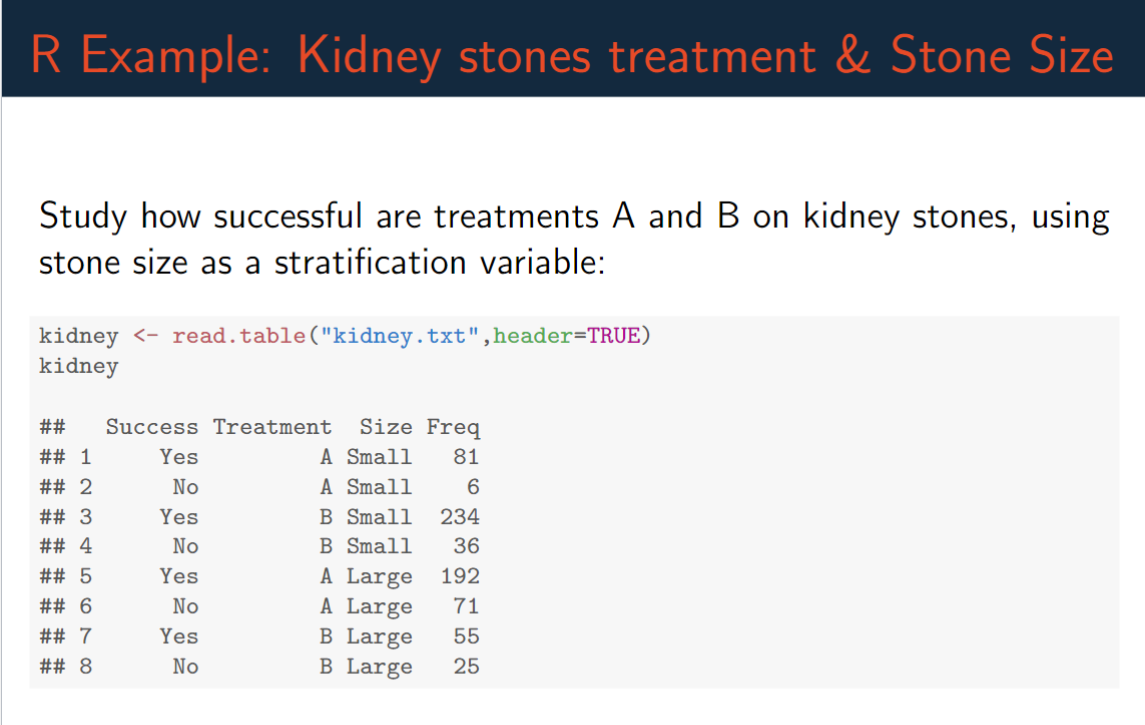 R Example: Kidney stones treatment & Stone Size
Study how successful are treatments A and B on kidney stones, using
stone size as a stratification variable:
kidney <- read.table("kidney.txt",header=TRUE)
kidney
##   Success Treatment  Size Freq
## 1     Yes         A Small   81
## 2      No         A Small    6
## 3     Yes         B Small  234
## 4      No         B Small   36
## 5     Yes         A Large  192
## 6      No         A Large   71
## 7     Yes         B Large   55
## 8      No         B Large   25